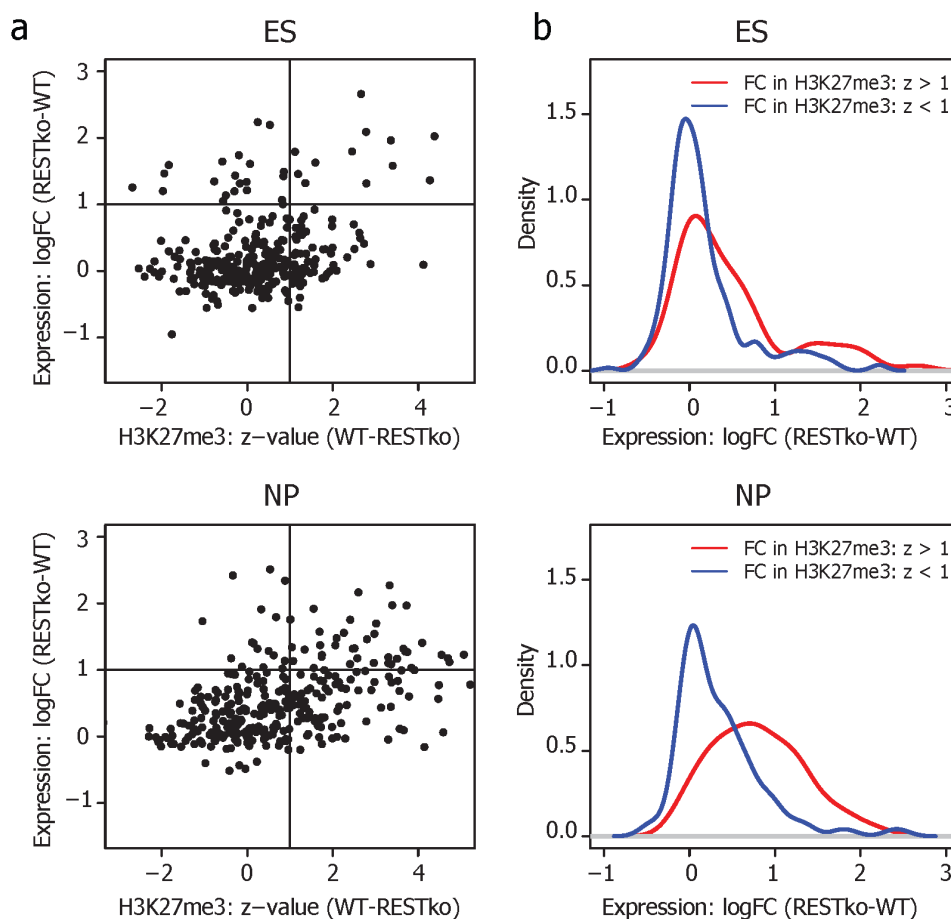 a
ES
Expression: logFC (RESTko-WT)
3
2
1
0
−1
−2
0
2
4
H3K27me3: z−value (WT-RESTko)
b
ES
FC in H3K27me3: z > 1
FC in H3K27me3: z < 1
Density
1.5
1.0
0.5
0.0
−1
0
1
2
3
Expression: logFC (RESTko-WT)
NP
Expression: logFC (RESTko-WT)
3
2
1
0
−1
−2
0
2
4
H3K27me3: z−value (WT-RESTko)
NP
FC in H3K27me3: z > 1
FC in H3K27me3: z < 1
Density
1.5
1.0
0.5
0.0
−1
0
1
2
3
Expression: logFC (RESTko-WT)